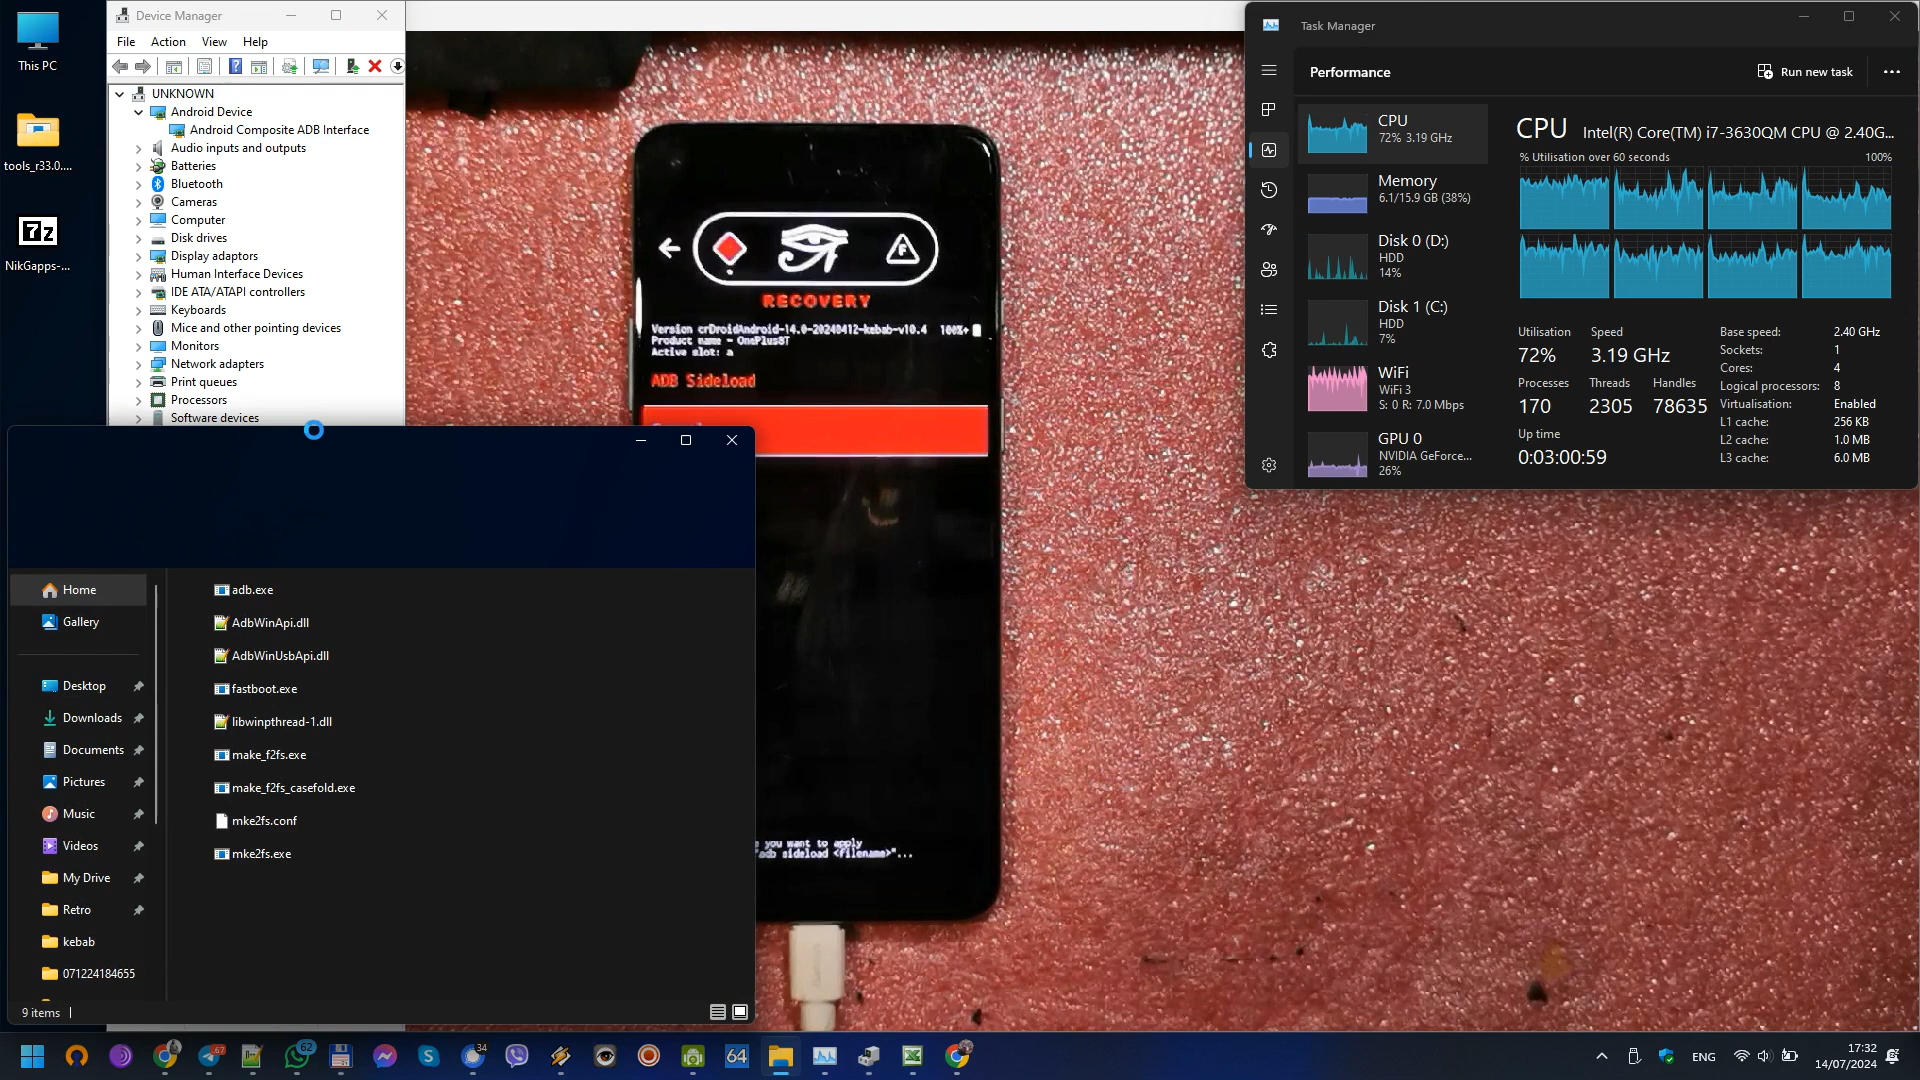 This PC
tools_r33.0....
7z
NikGapps-...
Device Manager
File Action View Help
UNKNOWN
Android Device
Android Composite ADB Interface
Audio inputs and outputs
Batteries
Bluetooth
Cameras
Computer
Disk drives
Display adaptors
Human Interface Devices
IDE ATA/ATAPI controllers
Keyboards
Mice and other pointing devices
Monitors
Network adapters
Print queues
Processors
Software devices
RECOVERY
Version crDroidAndroid-14.0-20240412-kebab-v10.4 100%+
Product name - OnePlus8T
Active slot: a
ADB Sideload
you want to apply
"adb sideload <filename>"...
Task Manager
Performance
Run new task
CPU
72% 3.19 GHz
Memory
6.1/15.9 GB (38%)
Disk 0 (D:)
HDD
14%
Disk 1 (C:)
HDD
7%
WiFi
WiFi 3
S: 0 R: 7.0 Mbps
GPU 0
NVIDIA GeForce...
26%
CPU Intel(R) Core(TM) i7-3630QM CPU @ 2.40G...
% Utilisation over 60 seconds 100%
Utilisation Speed
72% 3.19 GHz
Processes Threads Handles
170 2305 78635
Up time
0:03:00:59
Base speed: 2.40 GHz
Sockets: 1
Cores: 4
Logical processors: 8
Virtualisation: Enabled
L1 cache: 256 KB
L2 cache: 1.0 MB
L3 cache: 6.0 MB
Home
Gallery
Desktop
Downloads
Documents
Pictures
Music
Videos
My Drive
Retro
kebab
071224184655
adb.exe
AdbWinApi.dll
AdbWinUsbApi.dll
fastboot.exe
libwinpthread-1.dll
make_f2fs.exe
make_f2fs_casefold.exe
mke2fs.conf
mke2fs.exe
9 items
67
62
34
64
ENG
17:32
14/07/2024